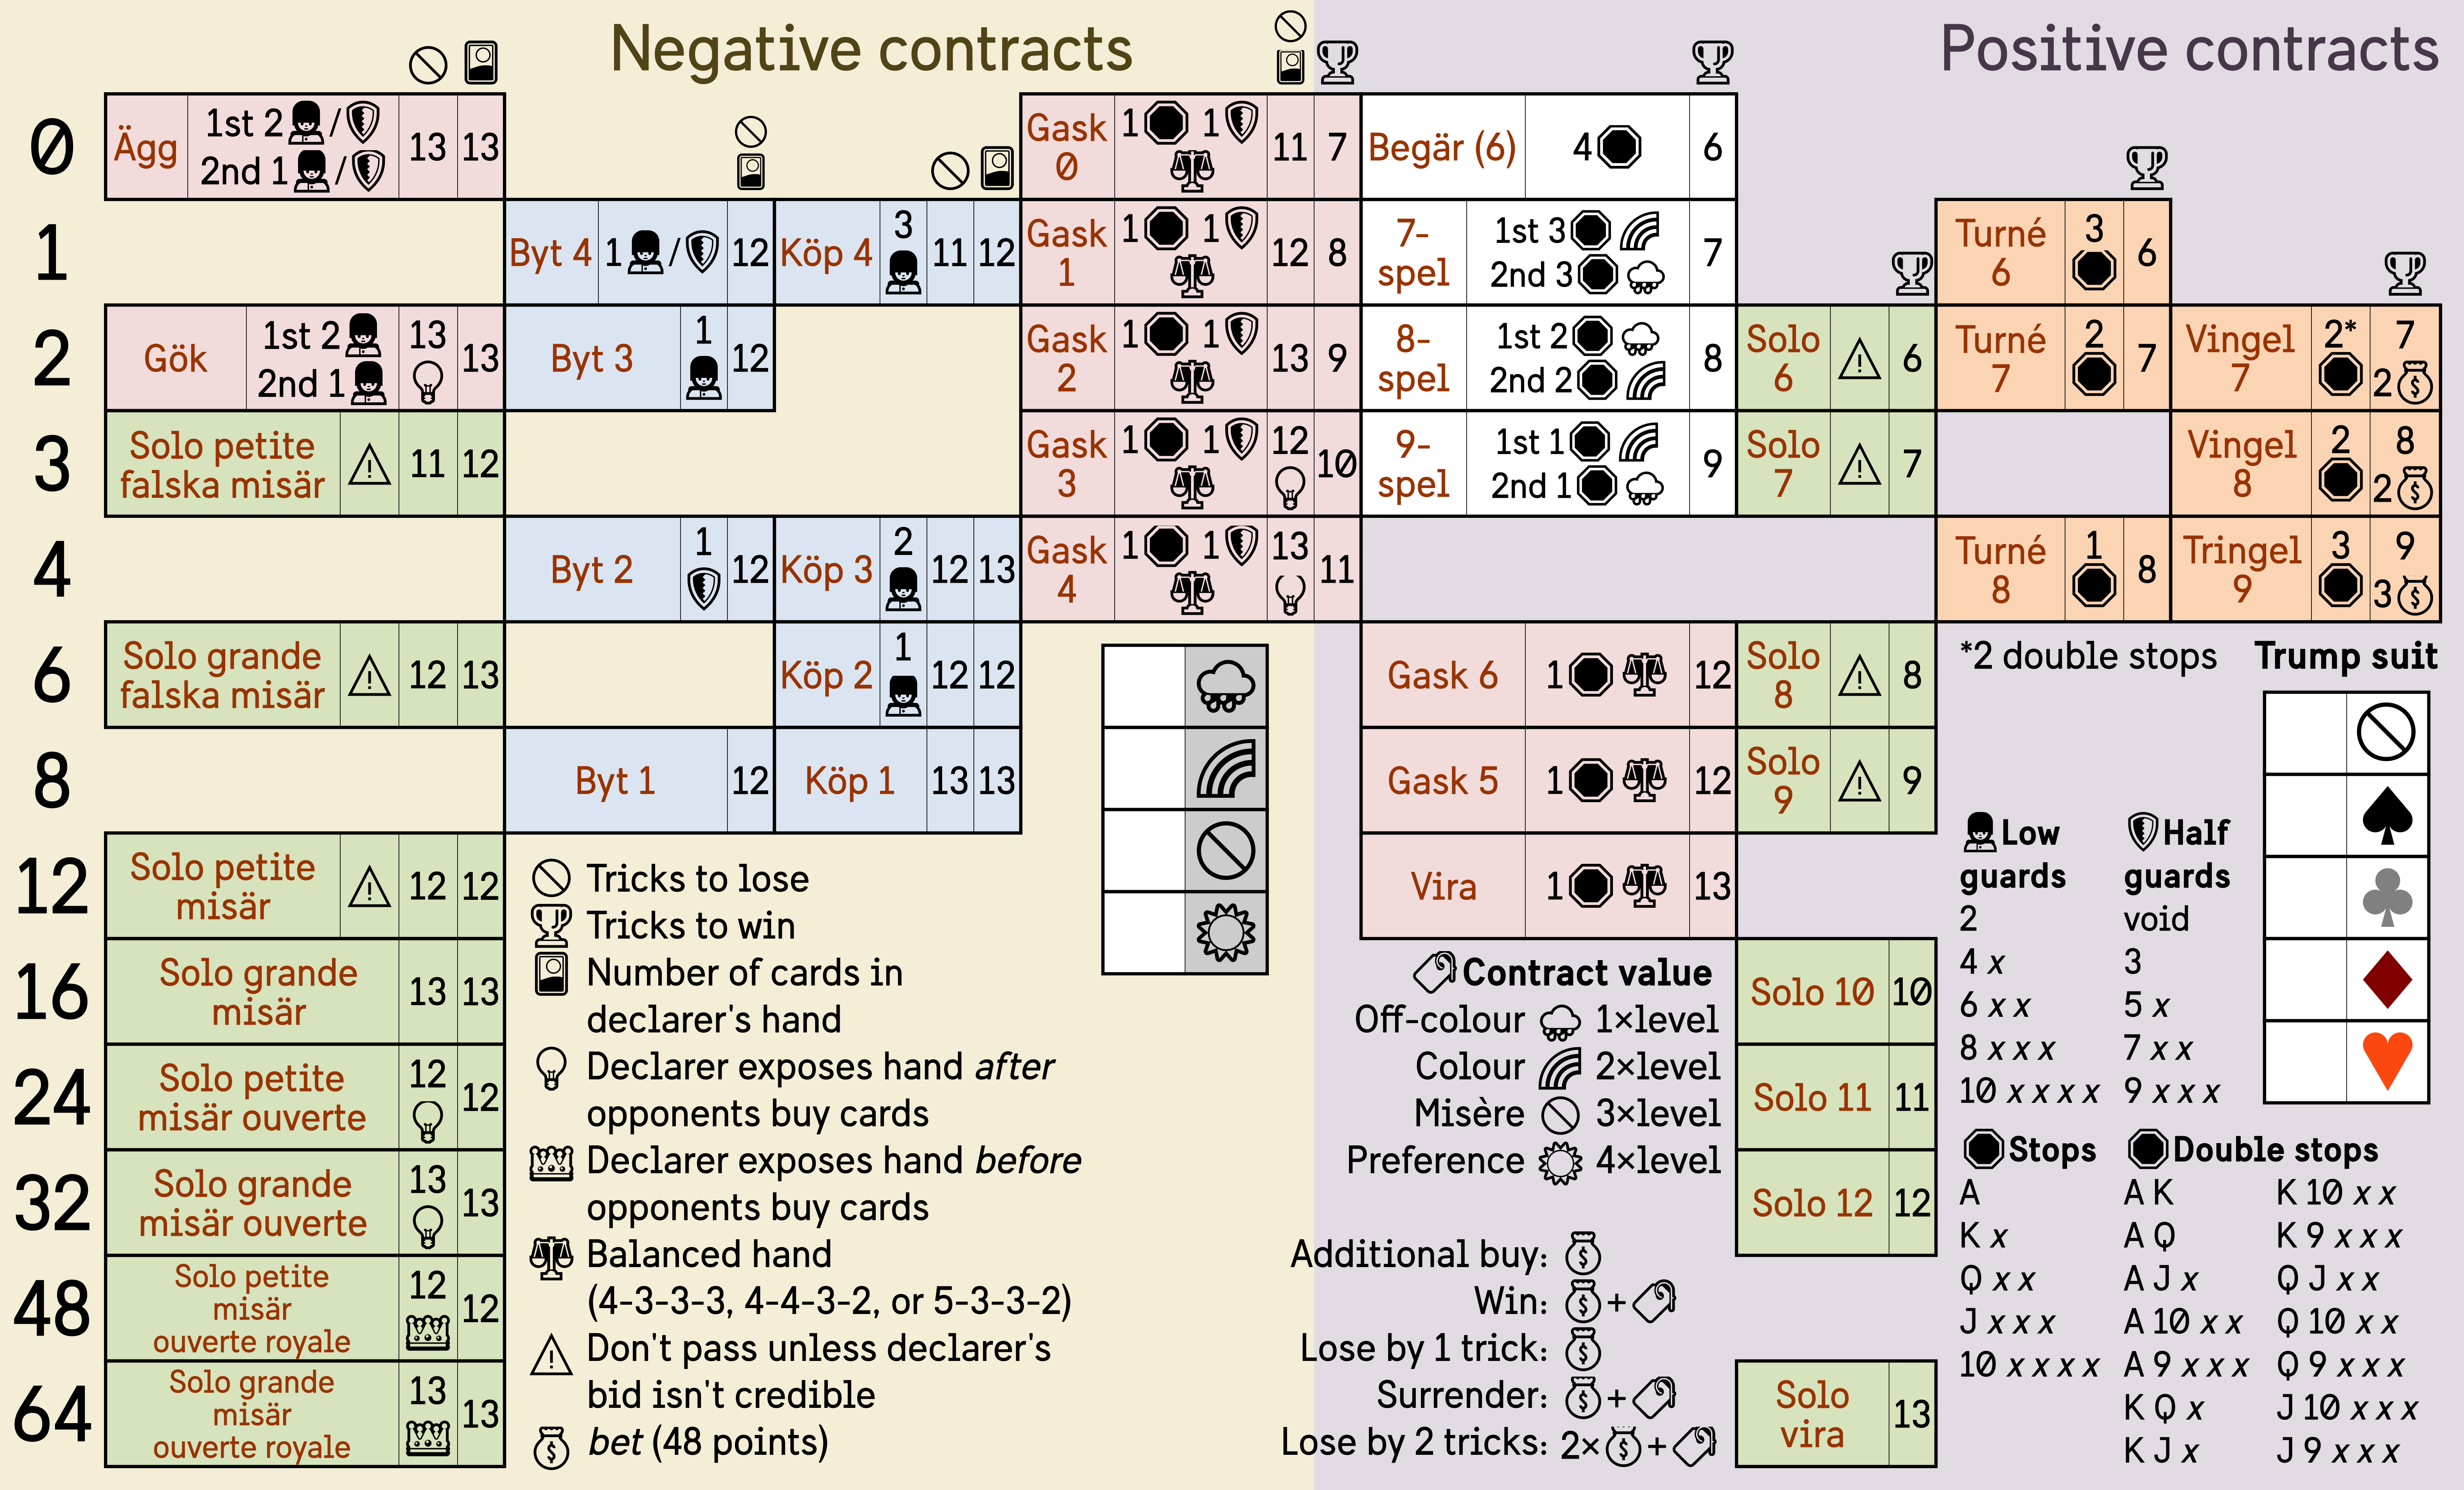 Negative contracts
Positive contracts
0
Ägg
1st 2 /
2nd 1 /
13
13
Gask
0
1 1
11
7
Begär (6)
4
6
1
Byt 4
1 /
12
Köp 4
3
11
12
Gask
1
1 1
12
8
7-
spel
1st 3
2nd 3
7
Turné
6
3
6
2
Gök
1st 2
2nd 1
13
13
Byt 3
1
12
Gask
2
1 1
13
9
8-
spel
1st 2
2nd 2
8
Solo
6
6
Turné
7
2
7
Vingel
7
2*
7
2
3
Solo petite
falska misär
11
12
Gask
3
1 1
12
10
9-
spel
1st 1
2nd 1
9
Solo
7
7
Vingel
8
2
8
2
4
Byt 2
1
12
Köp 3
2
12
13
Gask
4
1 1
13
11
Turné
8
1
8
Tringel
9
3
9
3
6
Solo grande
falska misär
12
13
Köp 2
1
12
12
Gask 6
1
12
Solo
8
8
8
Byt 1
12
Köp 1
13
13
Gask 5
1
12
Solo
9
9
12
Solo petite
misär
12
12
Vira
1
13
16
Solo grande
misär
13
13
Solo 10
10
24
Solo petite
misär ouverte
12
12
Solo 11
11
32
Solo grande
misär ouverte
13
13
Solo 12
12
48
Solo petite
misär
ouverte royale
12
12
64
Solo grande
misär
ouverte royale
13
13
Solo
vira
13
Tricks to lose
Tricks to win
Number of cards in
declarer's hand
Declarer exposes hand after
opponents buy cards
Declarer exposes hand before
opponents buy cards
Balanced hand
(4-3-3-3, 4-4-3-2, or 5-3-3-2)
Don't pass unless declarer's
bid isn't credible
bet (48 points)
Contract value
Off-colour 1×level
Colour 2×level
Misère 3×level
Preference 4×level
Additional buy:
Win: +
Lose by 1 trick:
Surrender: +
Lose by 2 tricks: 2× +
*2 double stops
Trump suit
Low
guards
2
4 x
6 x x
8 x x x
10 x x x x
Half
guards
void
3
5 x
7 x x
9 x x x
Stops
A
K x
Q x x
J x x x
10 x x x x
Double stops
A K
A Q
A J x
A 10 x x
A 9 x x x
K Q x
K J x
K 10 x x
K 9 x x x
Q J x x
Q 10 x x
Q 9 x x x
J 10 x x x
J 9 x x x